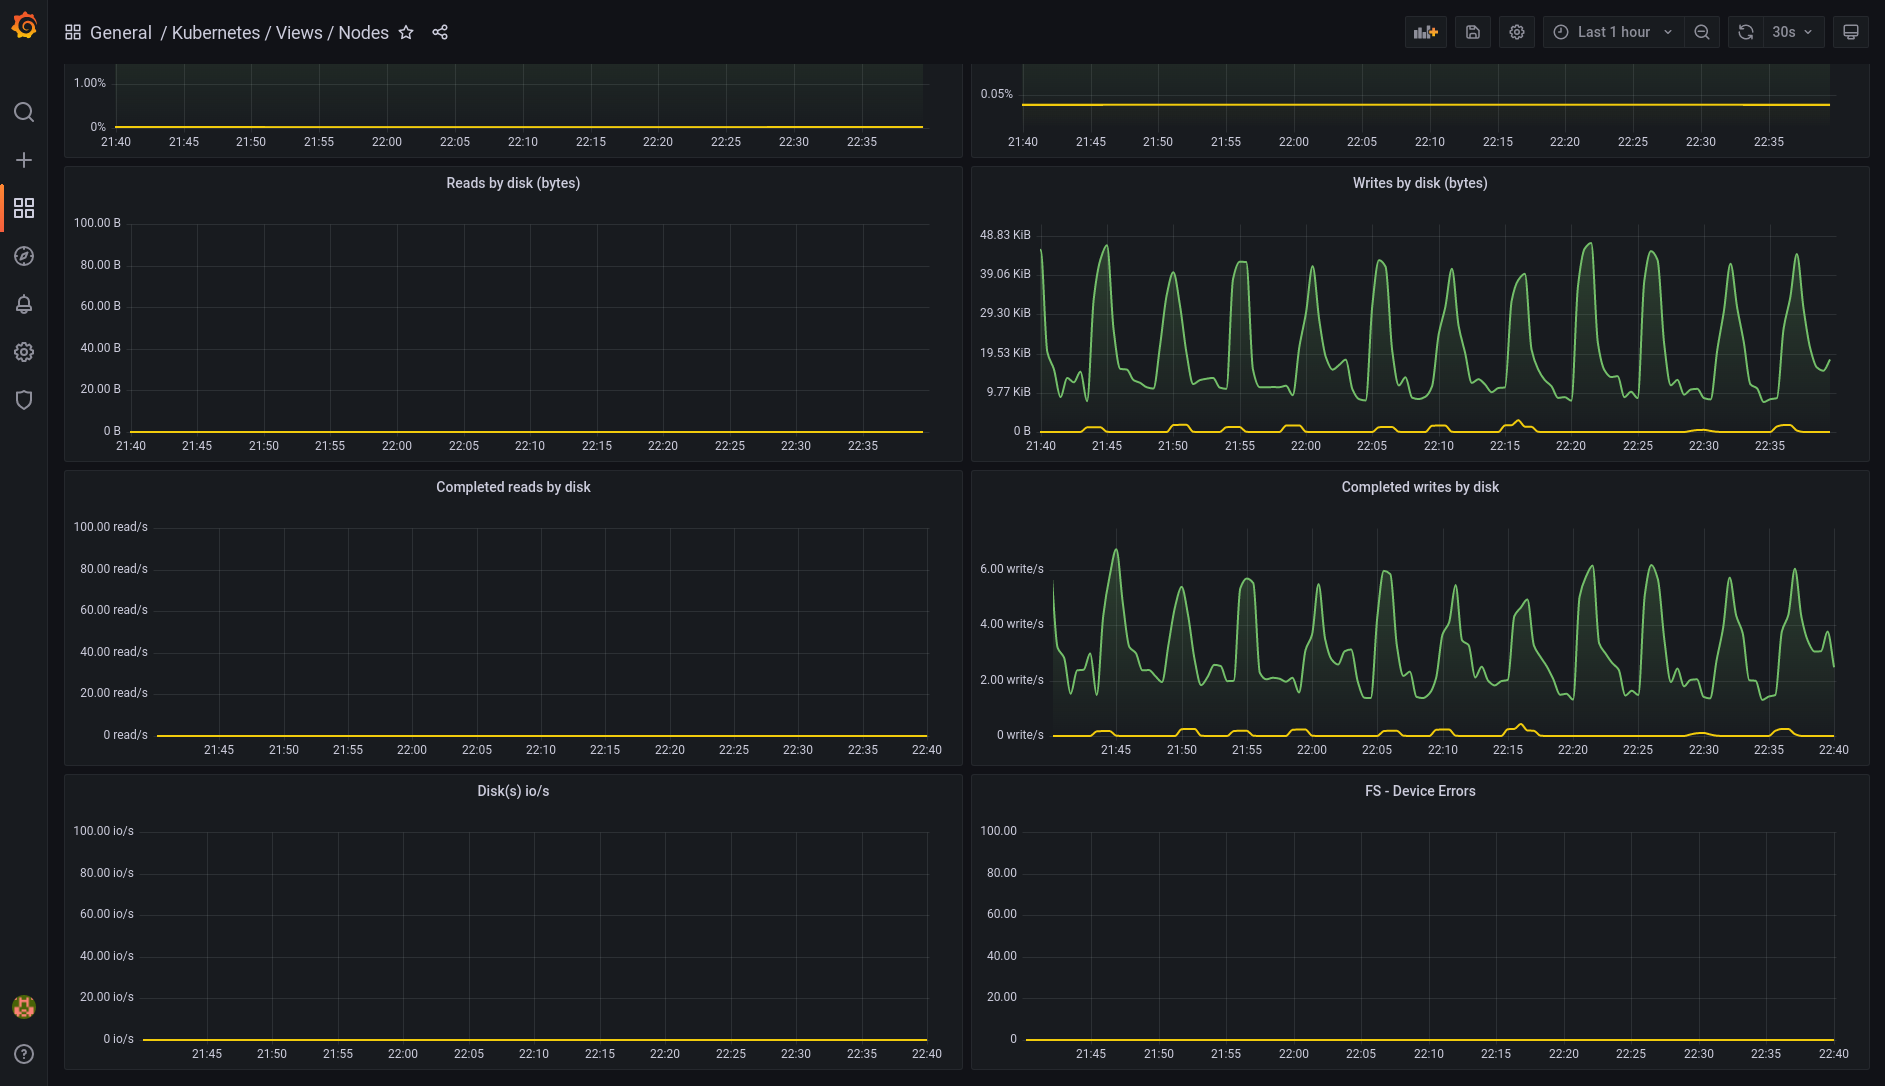 General / Kubernetes / Views / Nodes
Last 1 hour
30s
1.00%
0%
21:40 21:45 21:50 21:55 22:00 22:05 22:10 22:15 22:20 22:25 22:30 22:35
0.05%
21:40 21:45 21:50 21:55 22:00 22:05 22:10 22:15 22:20 22:25 22:30 22:35
Reads by disk (bytes)
100.00 B
80.00 B
60.00 B
40.00 B
20.00 B
0 B
21:40 21:45 21:50 21:55 22:00 22:05 22:10 22:15 22:20 22:25 22:30 22:35
Writes by disk (bytes)
48.83 KiB
39.06 KiB
29.30 KiB
19.53 KiB
9.77 KiB
0 B
21:40 21:45 21:50 21:55 22:00 22:05 22:10 22:15 22:20 22:25 22:30 22:35
Completed reads by disk
100.00 read/s
80.00 read/s
60.00 read/s
40.00 read/s
20.00 read/s
0 read/s
21:45 21:50 21:55 22:00 22:05 22:10 22:15 22:20 22:25 22:30 22:35 22:40
Completed writes by disk
6.00 write/s
4.00 write/s
2.00 write/s
0 write/s
21:45 21:50 21:55 22:00 22:05 22:10 22:15 22:20 22:25 22:30 22:35 22:40
Disk(s) io/s
100.00 io/s
80.00 io/s
60.00 io/s
40.00 io/s
20.00 io/s
0 io/s
21:45 21:50 21:55 22:00 22:05 22:10 22:15 22:20 22:25 22:30 22:35 22:40
FS - Device Errors
100.00
80.00
60.00
40.00
20.00
0
21:45 21:50 21:55 22:00 22:05 22:10 22:15 22:20 22:25 22:30 22:35 22:40